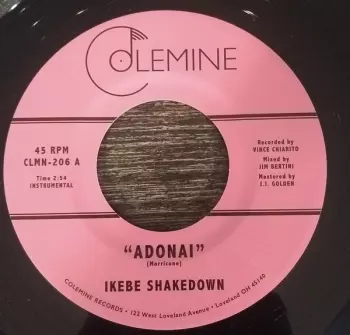 COLEMINE
45 RPM
CLMN-206 A
Time 2:54
INSTRUMENTAL
Recorded by
VINCE CHIARITO
Mixed by
JIM BERTINI
Mastered by
J.J. GOLDEN
"ADONAI"
(Morricone)
IKEBE SHAKEDOWN
COLEMINE RECORDS • 122 West Loveland Avenue • Loveland OH 45140